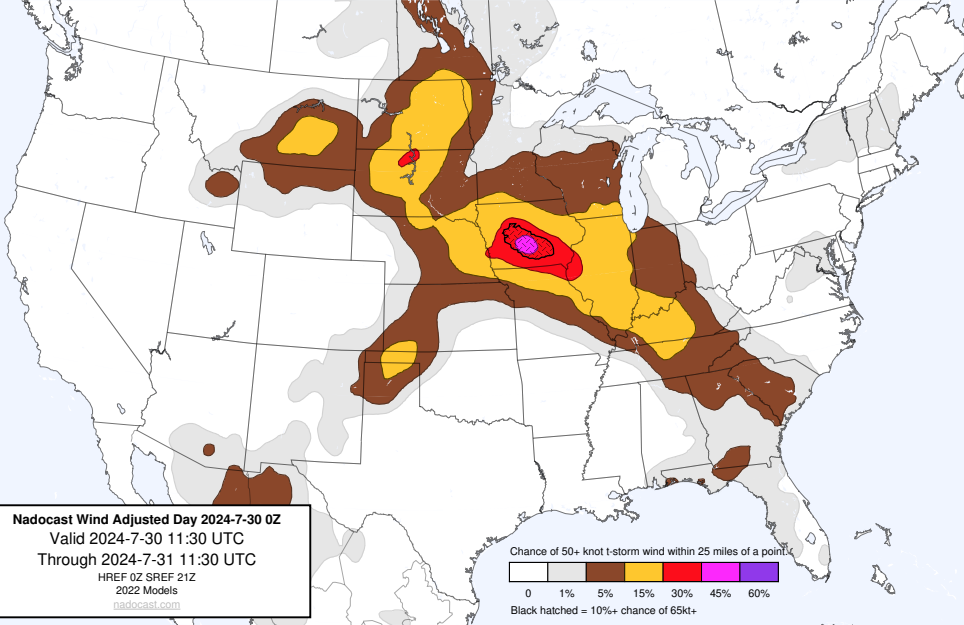 Nadocast Wind Adjusted Day 2024-7-30 0Z
Valid 2024-7-30 11:30 UTC
Through 2024-7-31 11:30 UTC
HREF 0Z SREF 21Z
2022 Models
nadocast.com
Chance of 50+ knot t-storm wind within 25 miles of a point.
0 1% 5% 15% 30% 45% 60%
Black hatched = 10%+ chance of 65kt+